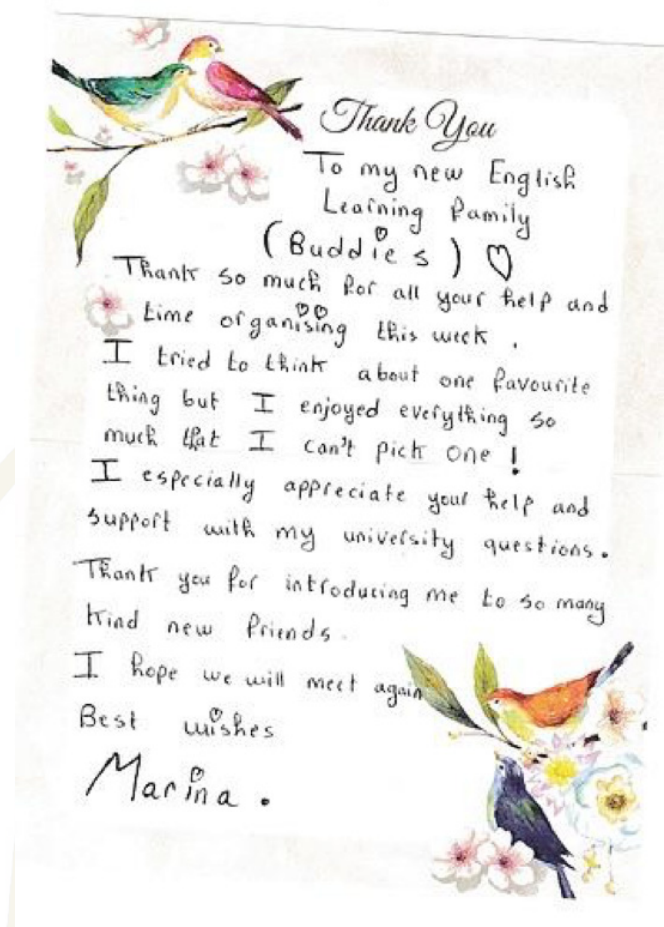 Thank You
To my new English
Learning family
(Buddies) ♡
Thank so much for all your help and
time organising this week.
I tried to think about one favourite
thing but I enjoyed everything so
much that I can't pick one!
I especially appreciate your help and
support with my university questions.
Thank you for introducing me to so many
kind new friends.
I hope we will meet again
Best wishes
Marina.